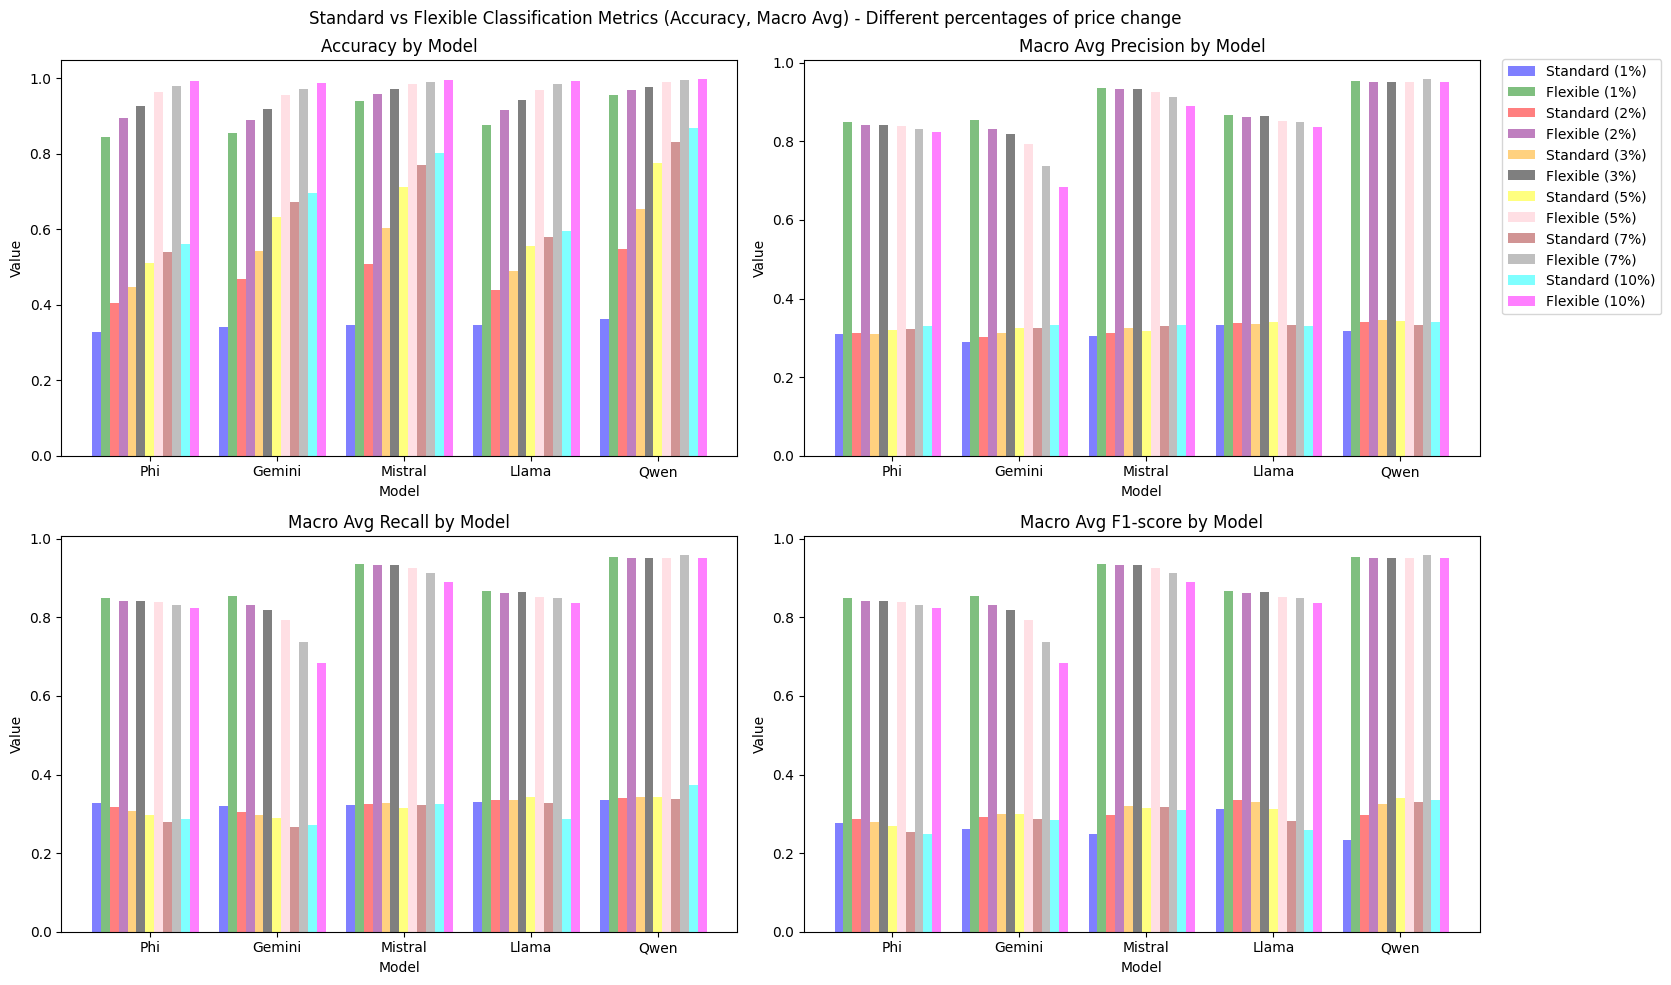 Standard vs Flexible Classification Metrics (Accuracy, Macro Avg) - Different percentages of price change
Accuracy by Model
Value
1.0
0.8
0.6
0.4
0.2
0.0
Phi
Gemini
Mistral
Llama
Qwen
Model
Macro Avg Precision by Model
Value
1.0
0.8
0.6
0.4
0.2
0.0
Phi
Gemini
Mistral
Llama
Qwen
Model
Standard (1%)
Flexible (1%)
Standard (2%)
Flexible (2%)
Standard (3%)
Flexible (3%)
Standard (5%)
Flexible (5%)
Standard (7%)
Flexible (7%)
Standard (10%)
Flexible (10%)
Macro Avg Recall by Model
Value
1.0
0.8
0.6
0.4
0.2
0.0
Phi
Gemini
Mistral
Llama
Qwen
Model
Macro Avg F1-score by Model
Value
1.0
0.8
0.6
0.4
0.2
0.0
Phi
Gemini
Mistral
Llama
Qwen
Model